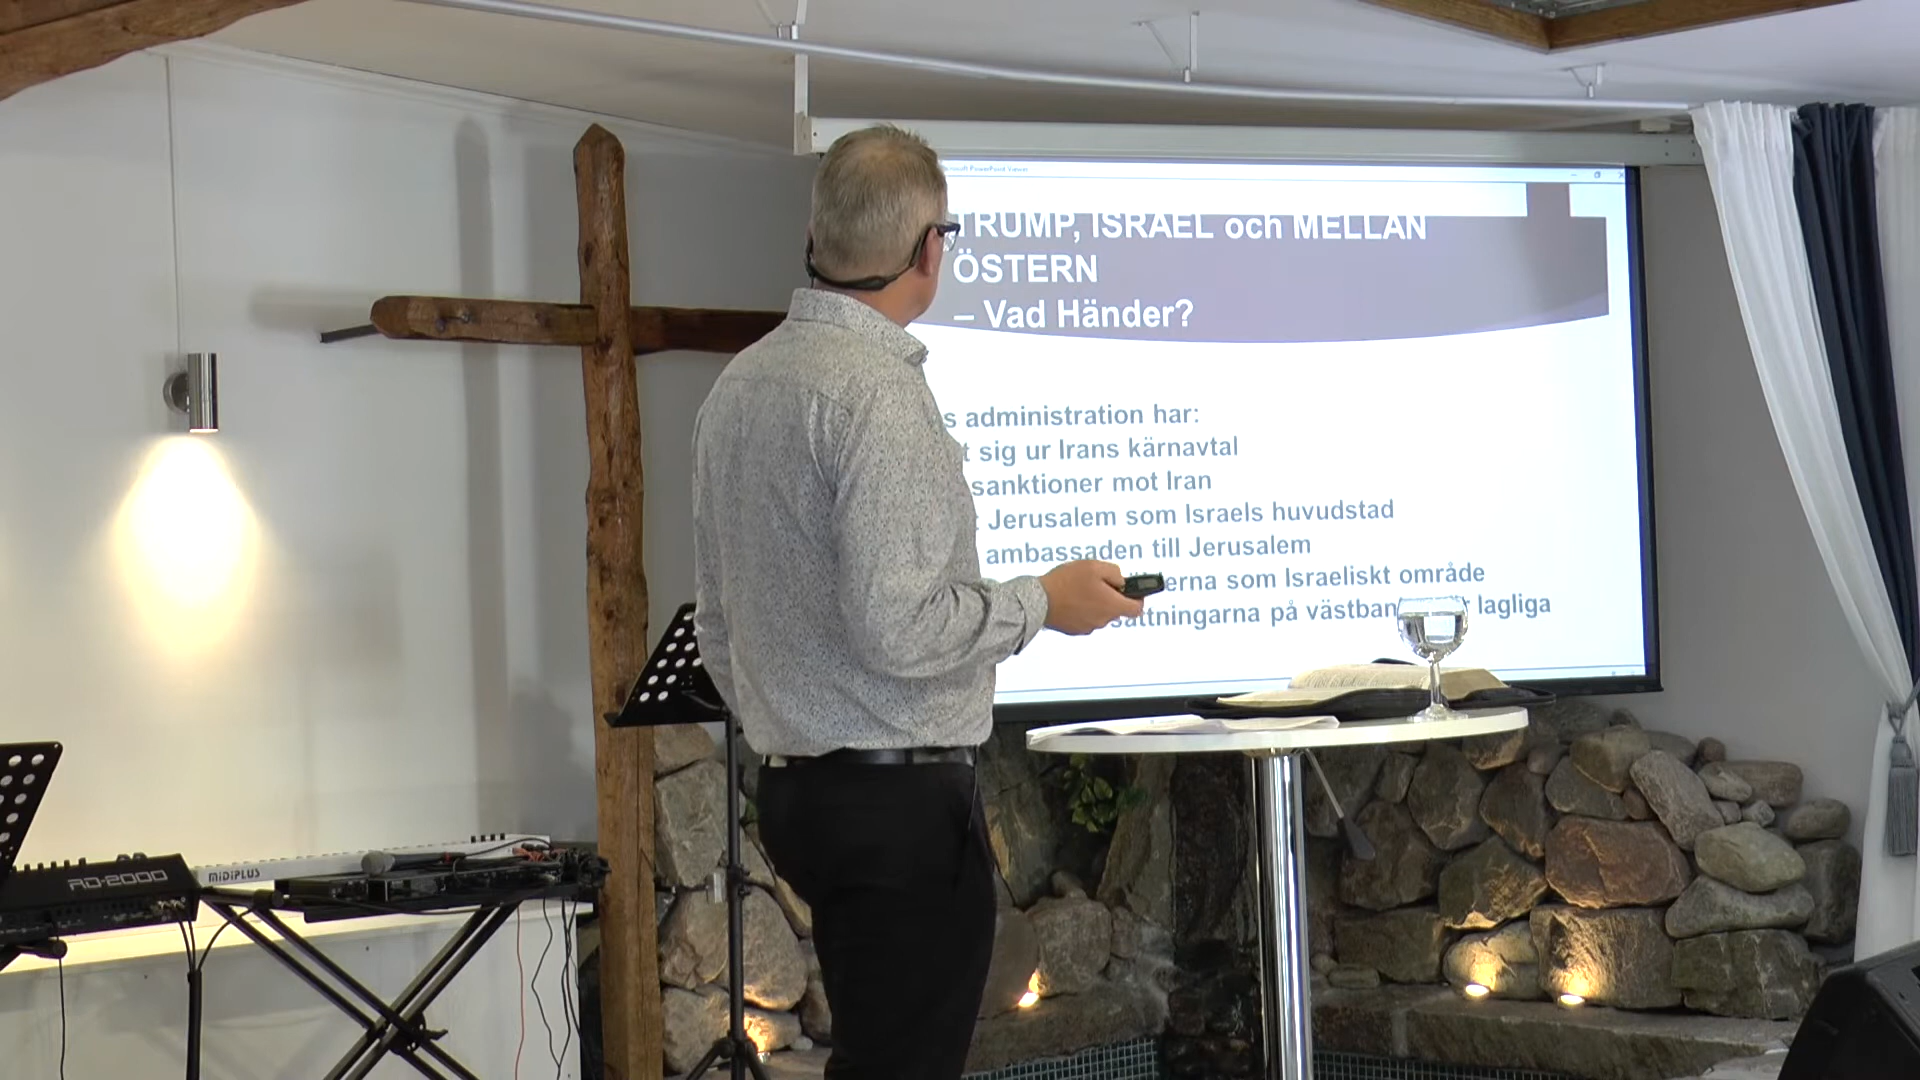 Microsoft PowerPoint Viewer
TRUMP, ISRAEL och MELLAN
ÖSTERN
– Vad Händer?
s administration har:
t sig ur Irans kärnavtal
sanktioner mot Iran
t Jerusalem som Israels huvudstad
ambassaden till Jerusalem
erna som Israeliskt område
sättningarna på västban lagliga
RD-2000
MIDIPLUS